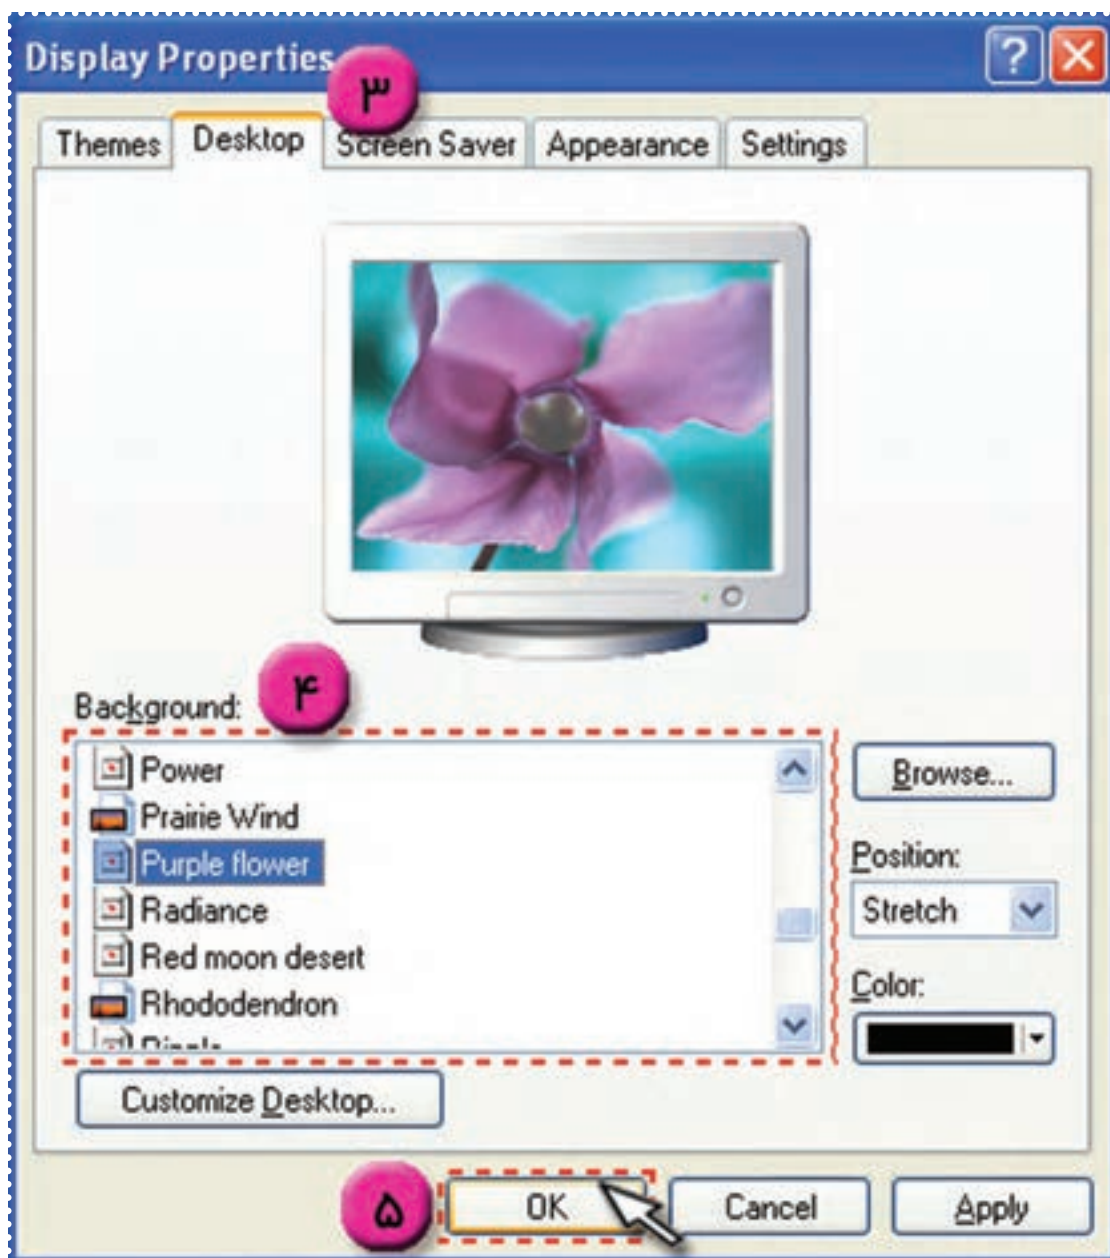 Display Properties
۳
Themes Desktop Screen Saver Appearance Settings
Background:
۴
Power
Prairie Wind
Purple flower
Radiance
Red moon desert
Rhododendron
Browse...
Position:
Stretch
Color:
Customize Desktop...
۵
OK Cancel Apply